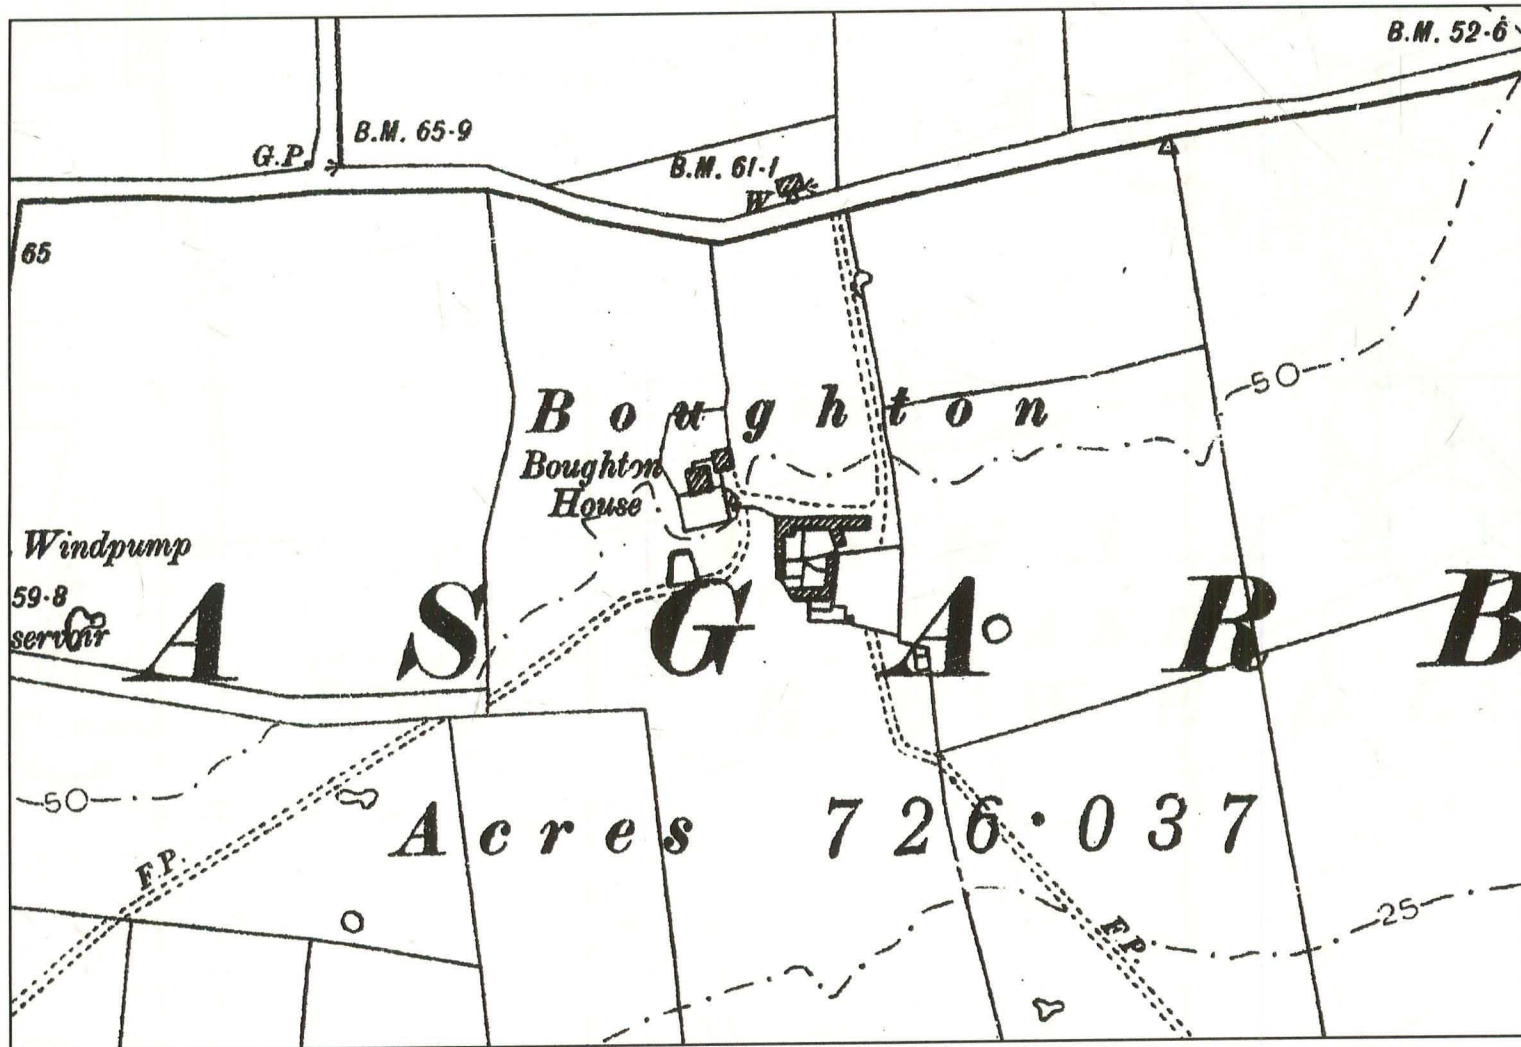 B.M. 52·6
B.M. 65·9
G.P.
B.M. 61·1
W
65
50
Boughton
Boughton
House
Windpump
59·8
servoir
A S G A R B
50
Acres 726·037
F.P.
25
F.P.